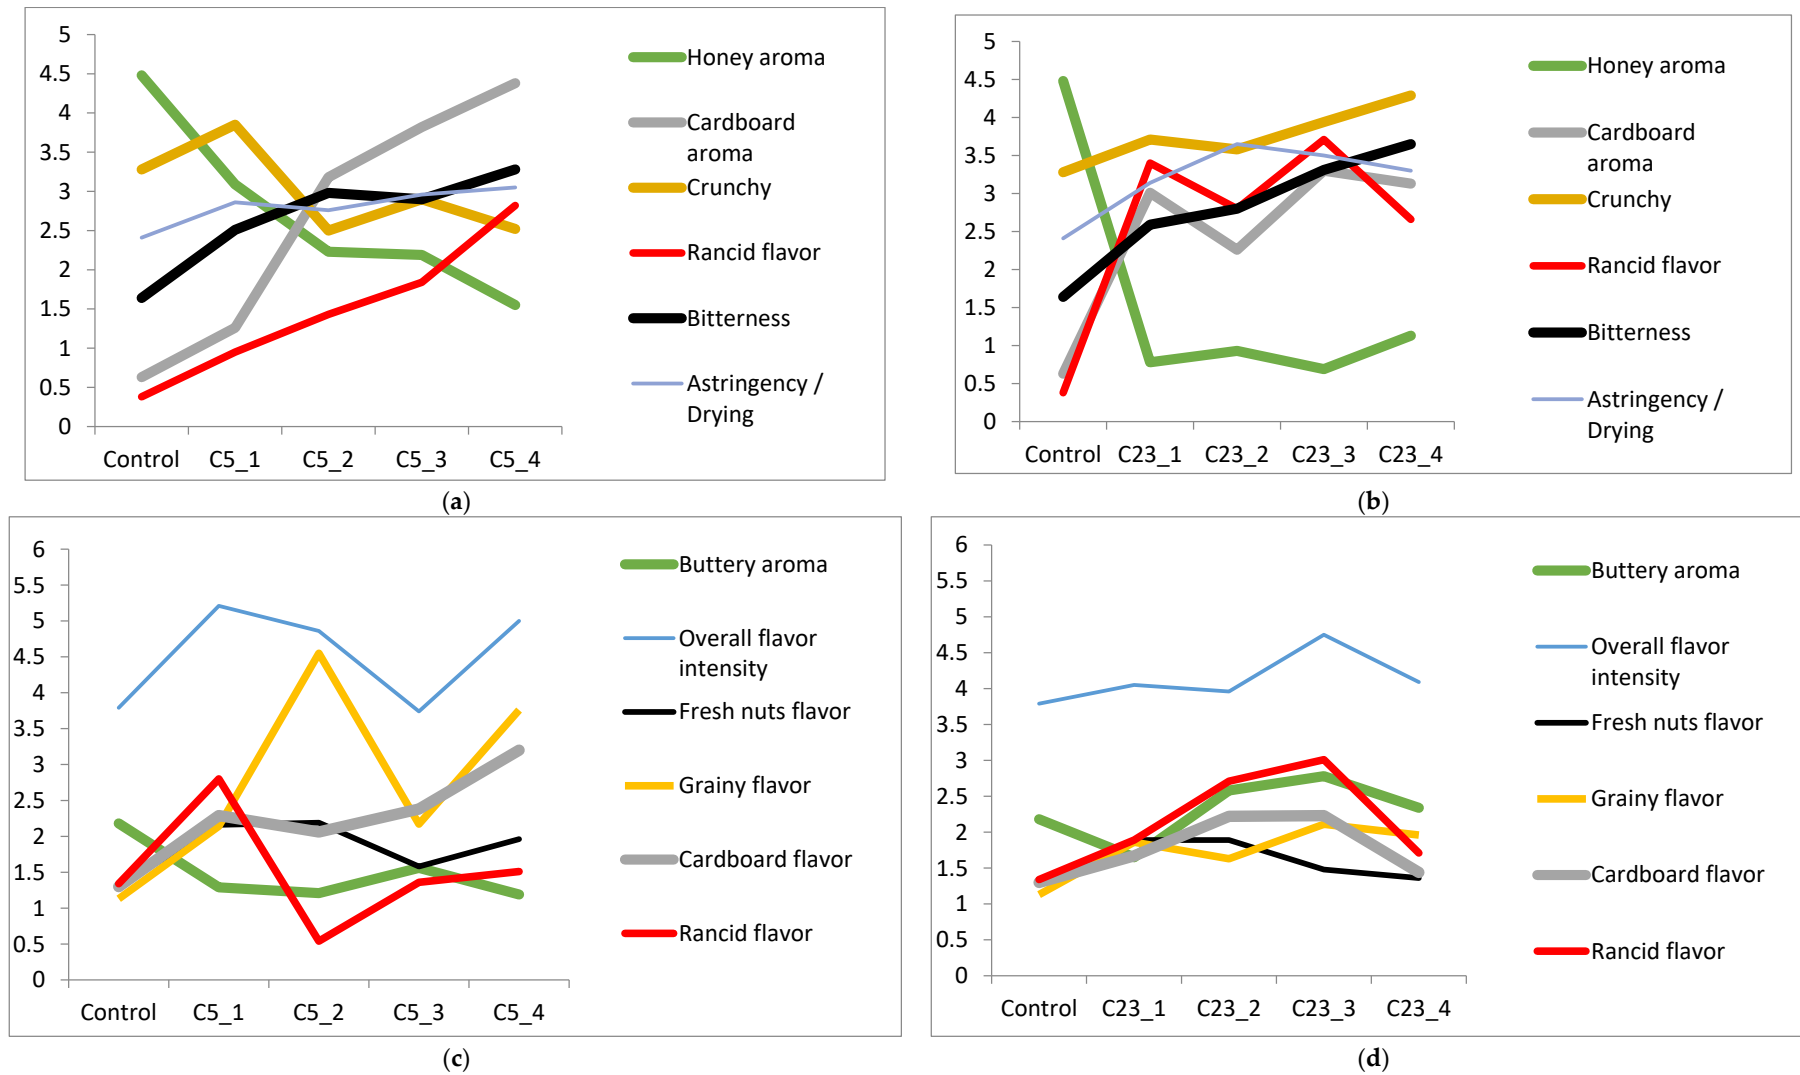 5
4.5
4
3.5
3
2.5
2
1.5
1
0.5
0
Control C5_1 C5_2 C5_3 C5_4
Honey aroma
Cardboard
aroma
Crunchy
Rancid flavor
Bitterness
Astringency /
Drying
(a)
5
4.5
4
3.5
3
2.5
2
1.5
1
0.5
0
Control C23_1 C23_2 C23_3 C23_4
Honey aroma
Cardboard
aroma
Crunchy
Rancid flavor
Bitterness
Astringency /
Drying
(b)
6
5.5
5
4.5
4
3.5
3
2.5
2
1.5
1
0.5
0
Control C5_1 C5_2 C5_3 C5_4
Buttery aroma
Overall flavor
intensity
Fresh nuts flavor
Grainy flavor
Cardboard flavor
Rancid flavor
(c)
6
5.5
5
4.5
4
3.5
3
2.5
2
1.5
1
0.5
0
Control C23_1 C23_2 C23_3 C23_4
Buttery aroma
Overall flavor
intensity
Fresh nuts flavor
Grainy flavor
Cardboard flavor
Rancid flavor
(d)